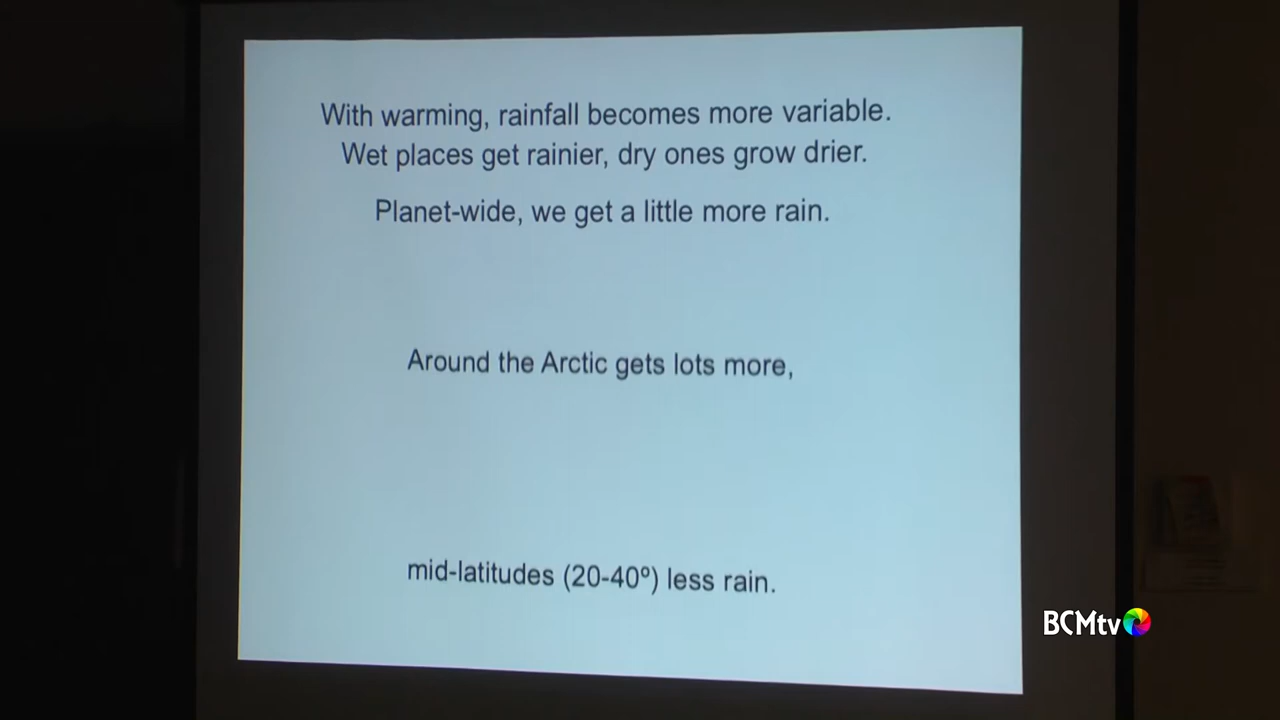 With warming, rainfall becomes more variable.
Wet places get rainier, dry ones grow drier.
Planet-wide, we get a little more rain.
Around the Arctic gets lots more,
mid-latitudes (20-40º) less rain.
BCMtv